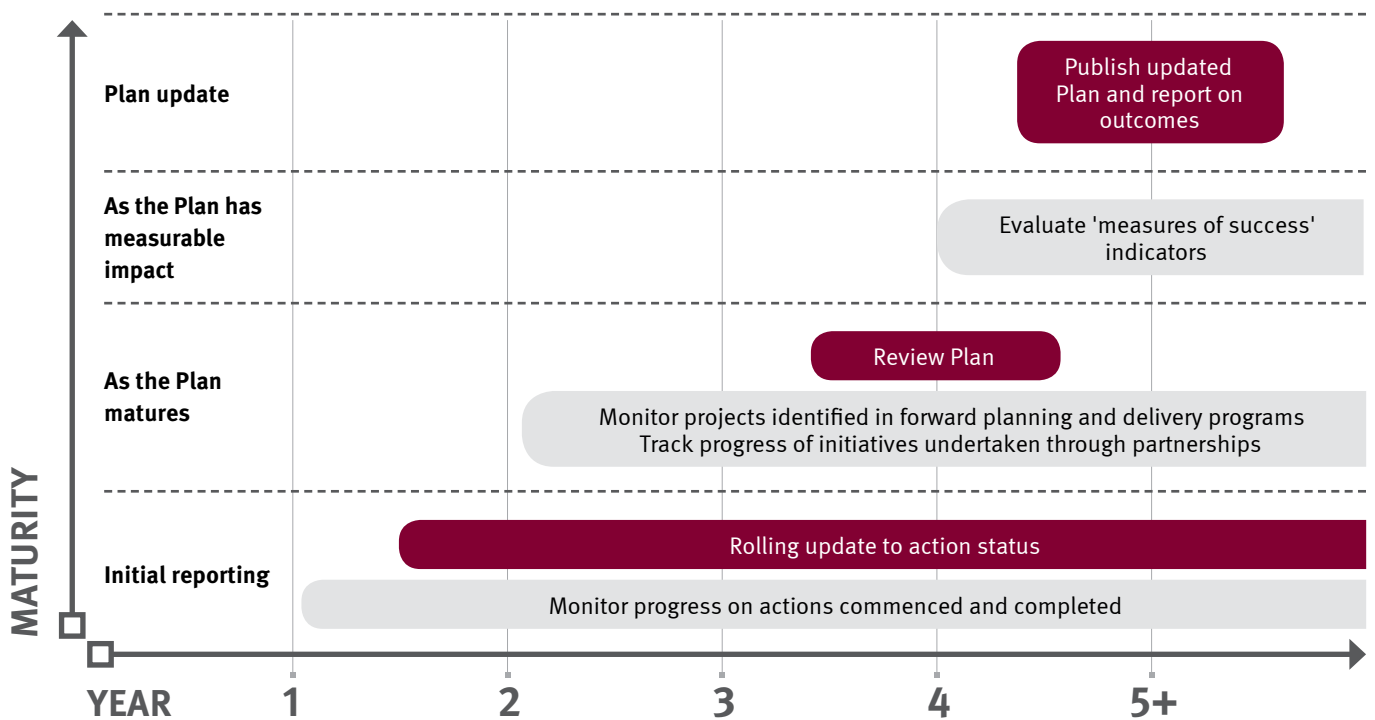 Plan update
Publish updated
Plan and report on
outcomes
As the Plan has
measurable
impact
Evaluate 'measures of success'
indicators
As the Plan
matures
Review Plan
Monitor projects identified in forward planning and delivery programs
Track progress of initiatives undertaken through partnerships
Initial reporting
Rolling update to action status
Monitor progress on actions commenced and completed
MATURITY
YEAR 1 2 3 4 5+